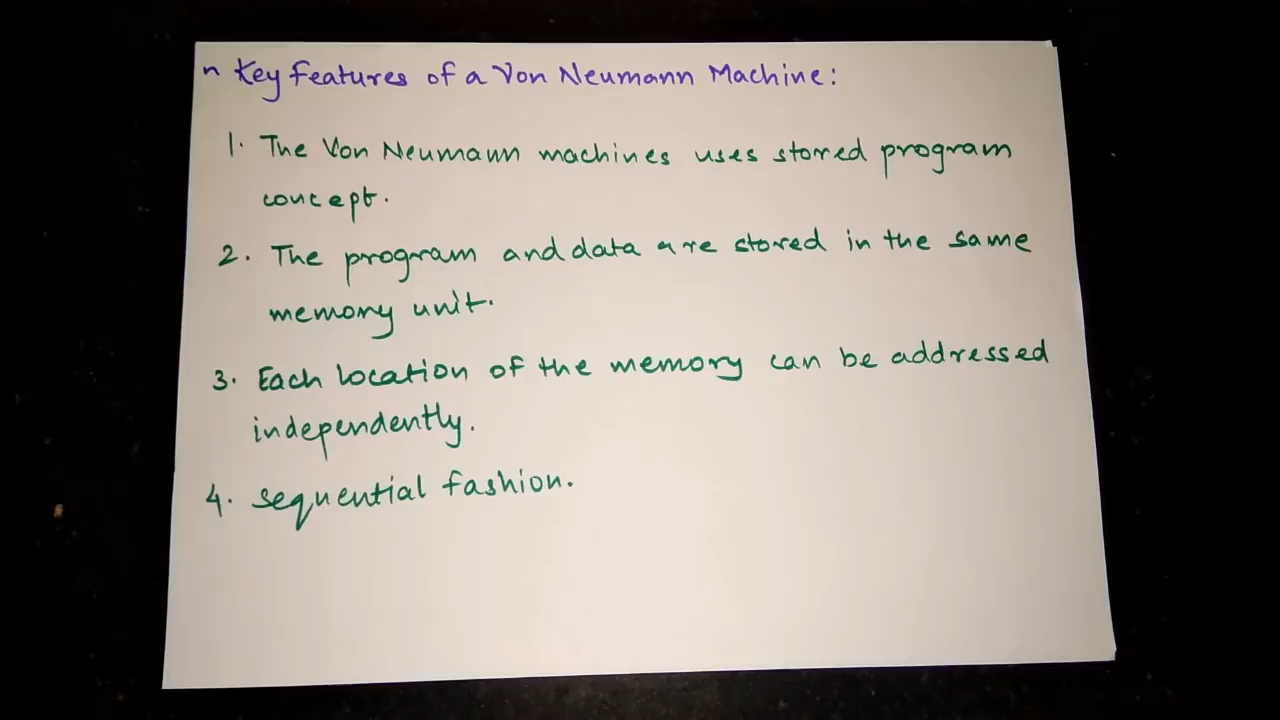 n Key features of a Von Neumann Machine:
1. The Von Neumann machines uses stored program
concept.
2. The program and data are stored in the same
memory unit.
3. Each location of the memory can be addressed
independently.
4. sequential fashion.